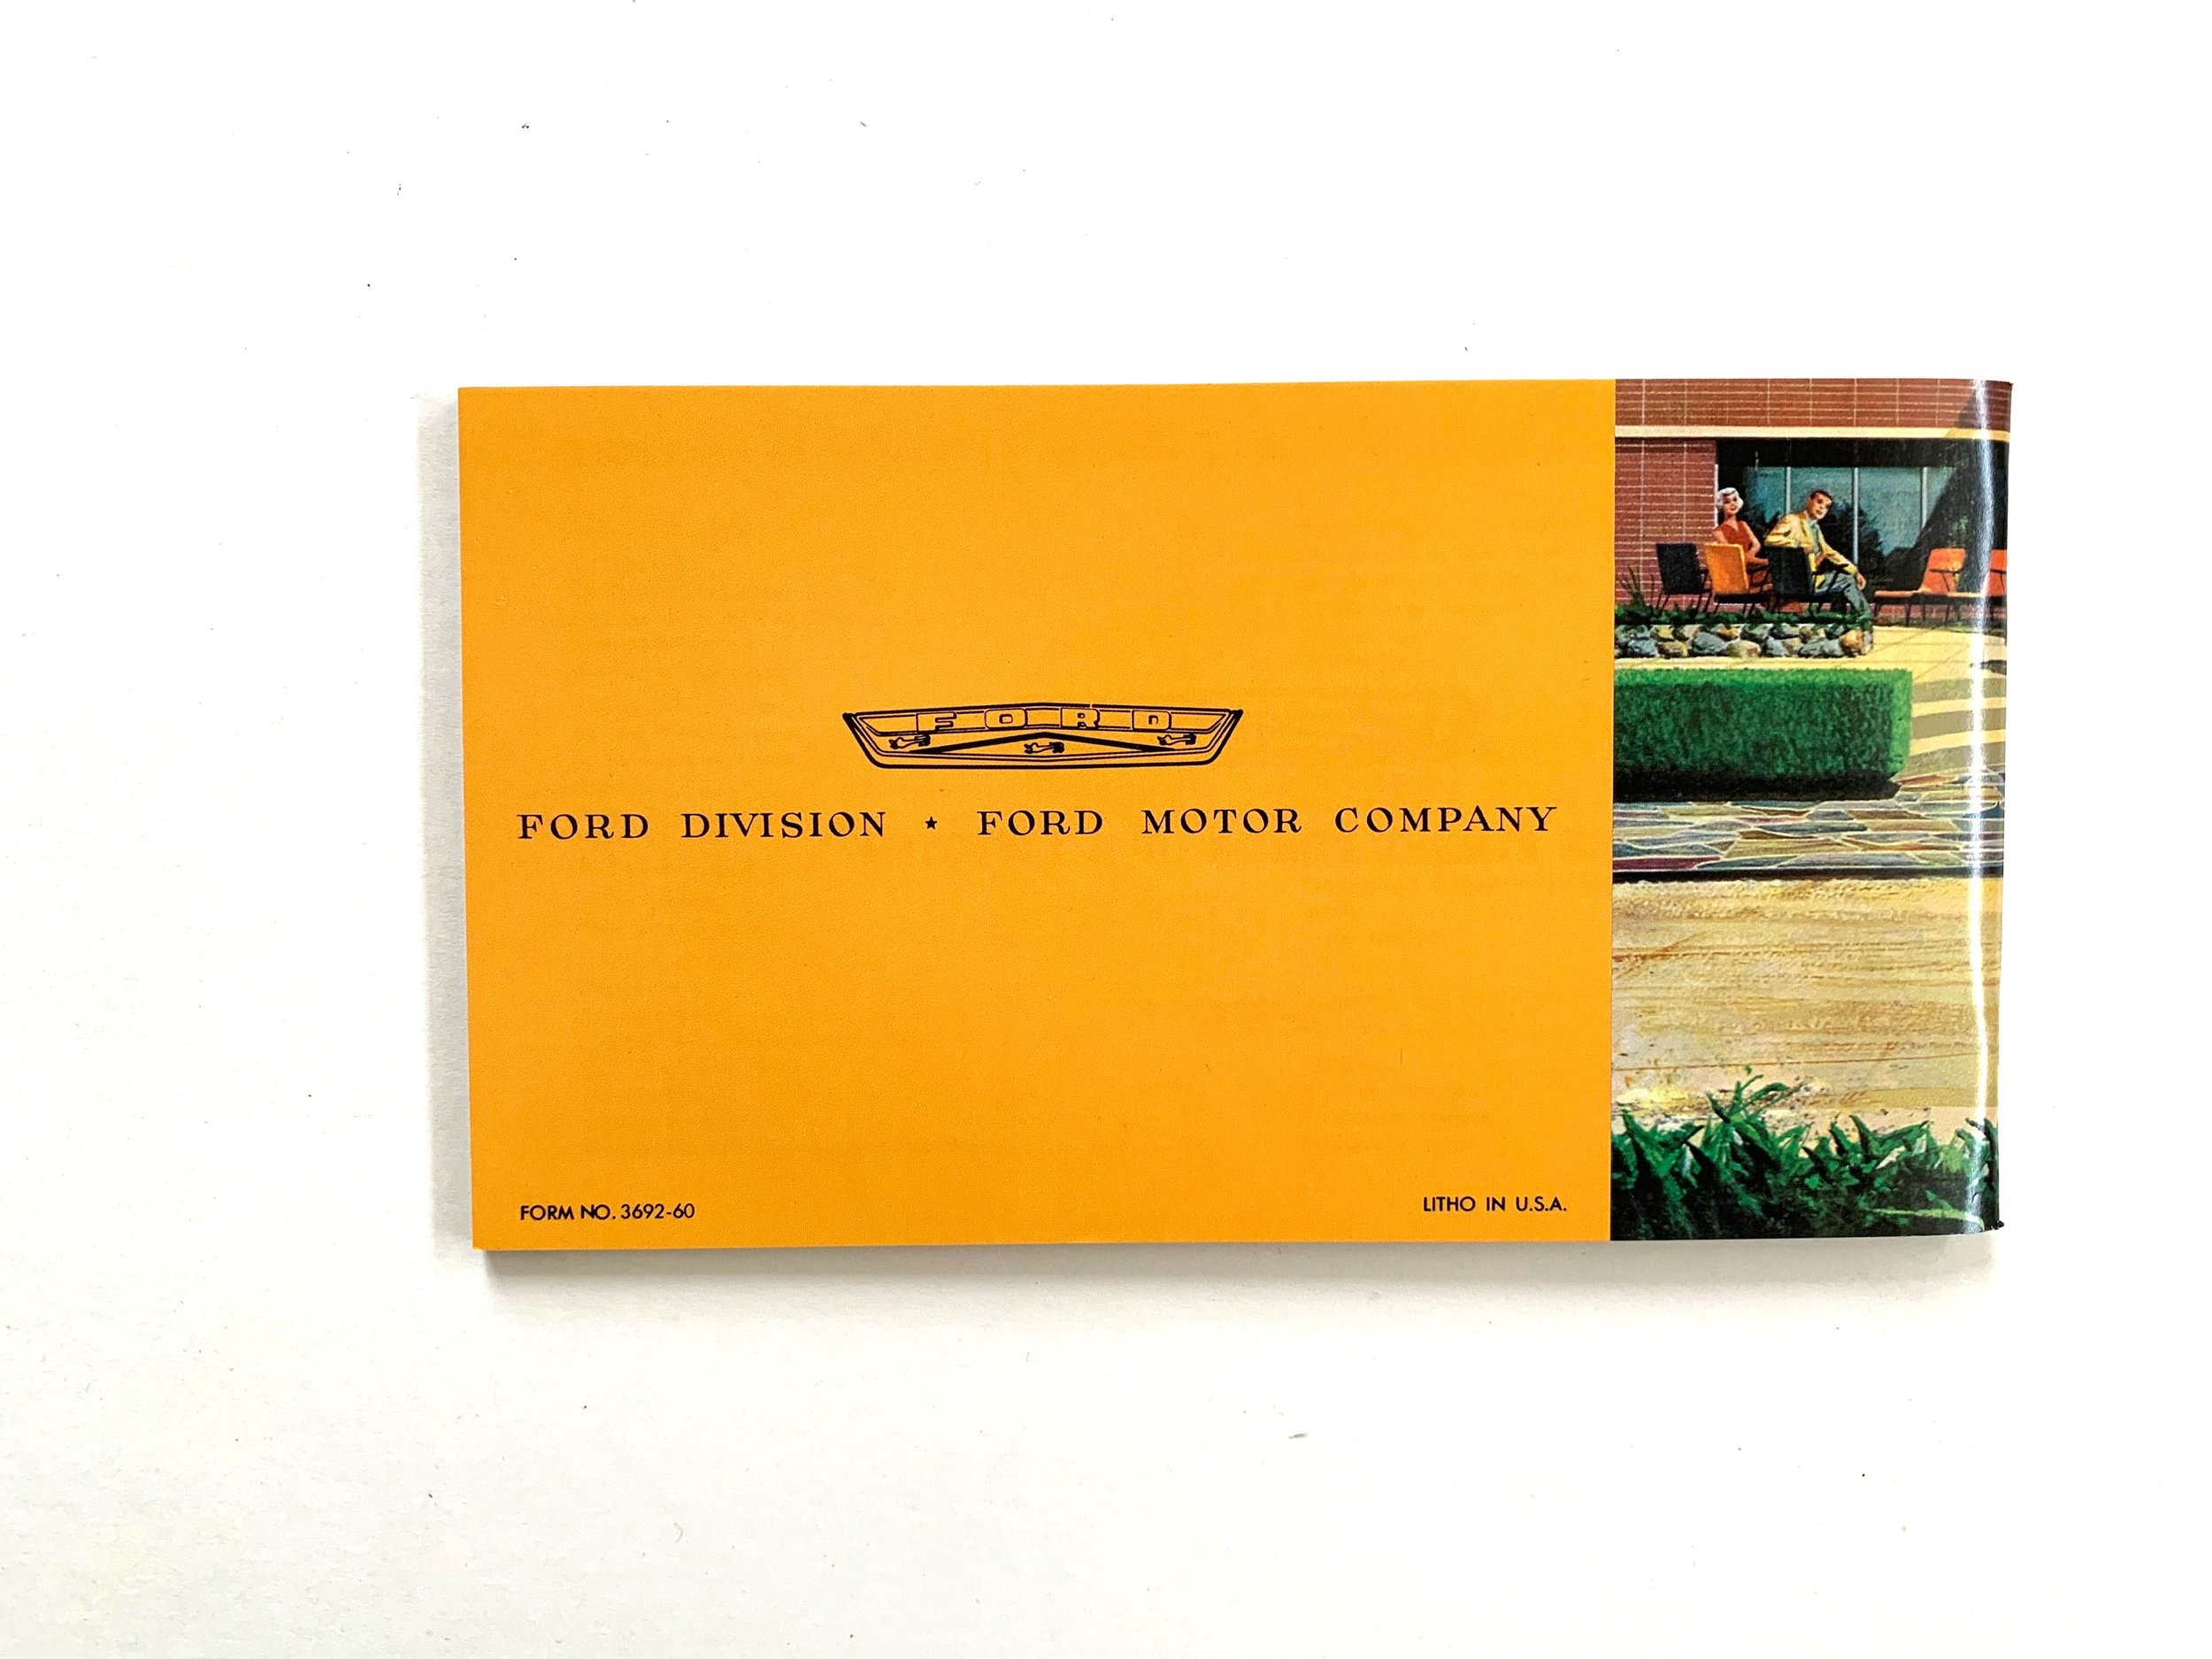 FORD
FORD DIVISION ★ FORD MOTOR COMPANY
FORM NO. 3692-60
LITHO IN U.S.A.